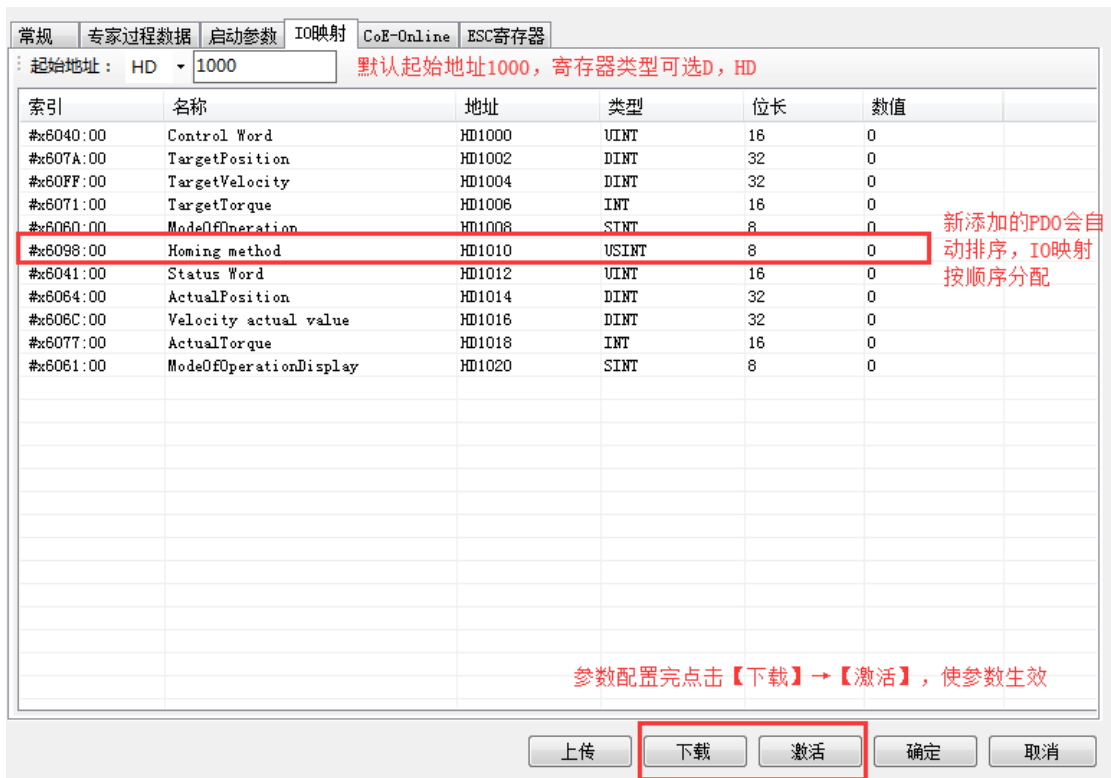 常规 专家过程数据 启动参数 IO映射 CoE-Online ESC寄存器
起始地址： HD 1000 默认起始地址1000，寄存器类型可选D，HD
索引 名称 地址 类型 位长 数值
#x6040:00 Control Word HD1000 UINT 16 0
#x607A:00 TargetPosition HD1002 DINT 32 0
#x60FF:00 TargetVelocity HD1004 DINT 32 0
#x6071:00 TargetTorque HD1006 INT 16 0
#x6060:00 ModeOfOperation HD1008 SINT 8 0
#x6098:00 Homing method HD1010 USINT 8 0
#x6041:00 Status Word HD1012 UINT 16 0
#x6064:00 ActualPosition HD1014 DINT 32 0
#x606C:00 Velocity actual value HD1016 DINT 32 0
#x6077:00 ActualTorque HD1018 INT 16 0
#x6061:00 ModeOfOperationDisplay HD1020 SINT 8 0
新添加的PDO会自
动排序，IO映射
按顺序分配
参数配置完点击【下载】→【激活】，使参数生效
上传 下载 激活 确定 取消